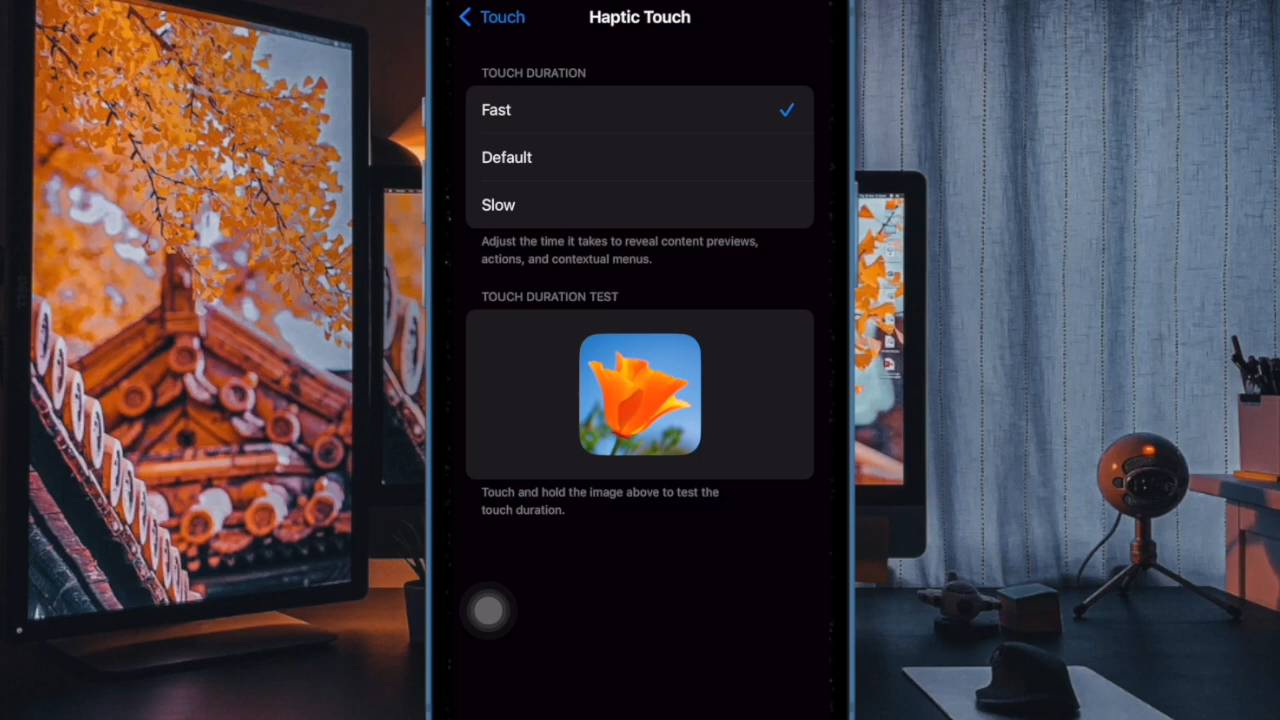 Touch
Haptic Touch
TOUCH DURATION
Fast
Default
Slow
Adjust the time it takes to reveal content previews,
actions, and contextual menus.
TOUCH DURATION TEST
Touch and hold the image above to test the
touch duration.